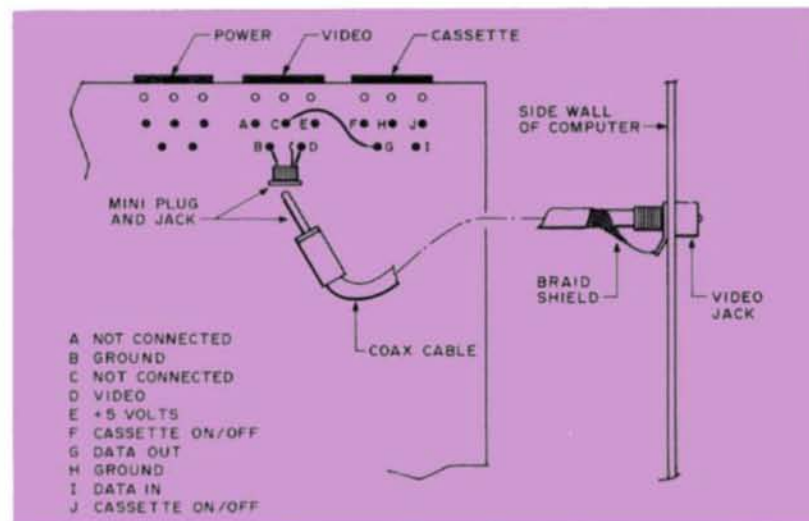 POWER
VIDEO
CASSETTE
SIDE WALL
OF COMPUTER
A C E F H J
B D G I
MINI PLUG
AND JACK
BRAID
SHIELD
VIDEO
JACK
COAX CABLE
A NOT CONNECTED
B GROUND
C NOT CONNECTED
D VIDEO
E +5 VOLTS
F CASSETTE ON/OFF
G DATA OUT
H GROUND
I DATA IN
J CASSETTE ON/OFF